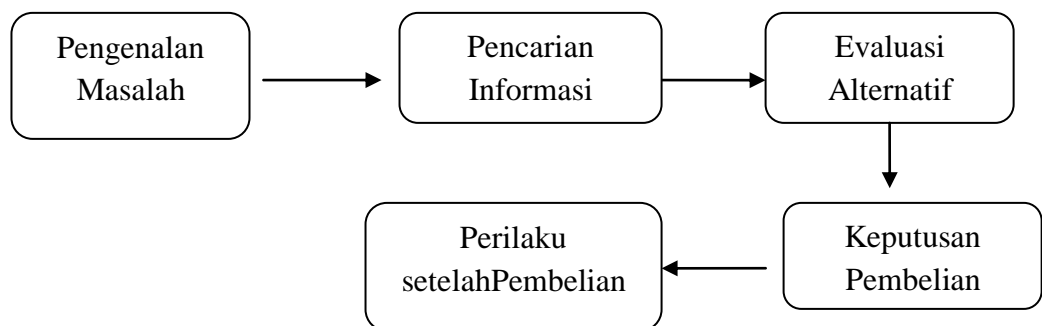 Pengenalan
Masalah
Pencarian
Informasi
Evaluasi
Alternatif
Keputusan
Pembelian
Perilaku
setelahPembelian